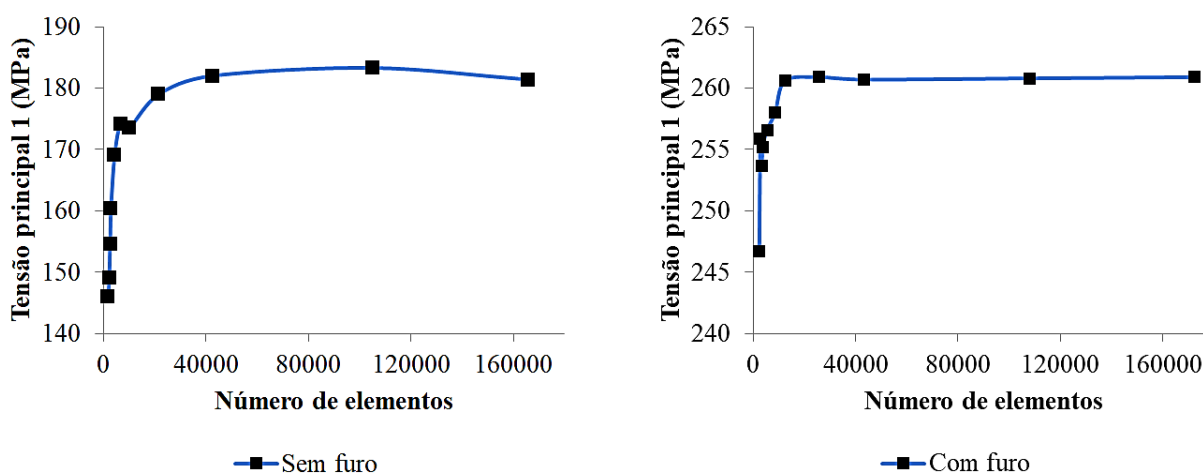 190
180
170
160
150
140
Tensão principal 1 (MPa)
0 40000 80000 120000 160000
Número de elementos
Sem furo
265
260
255
250
245
240
Tensão principal 1 (MPa)
0 40000 80000 120000 160000
Número de elementos
Com furo